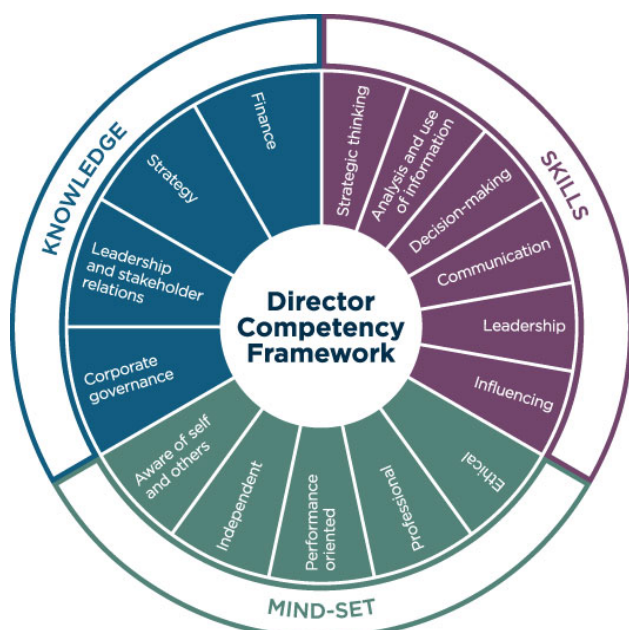 Director
Competency
Framework
KNOWLEDGE
Finance
Strategy
Leadership
and stakeholder
relations
Corporate
governance
SKILLS
Strategic thinking
Analysis and use
of information
Decision-making
Communication
Leadership
Influencing
MIND-SET
Ethical
Professional
Performance
oriented
Independent
Aware of self
and others